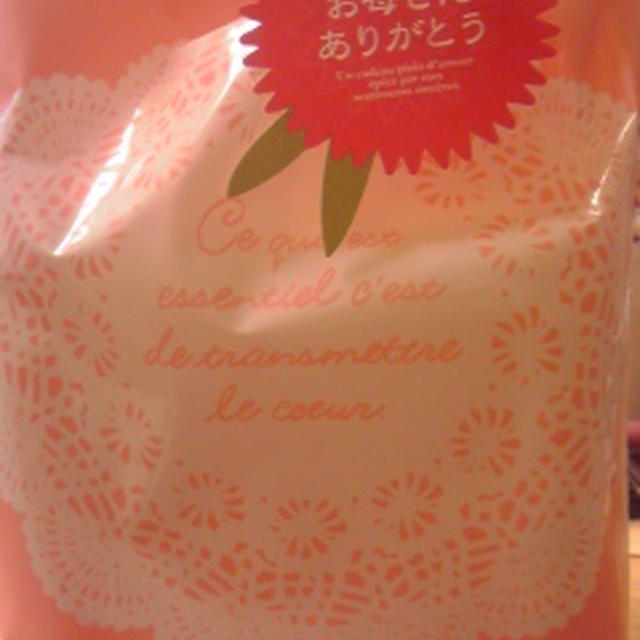 お母さん
ありがとう
Ce qui est
essentiel c'est
de transmettre
le coeur.